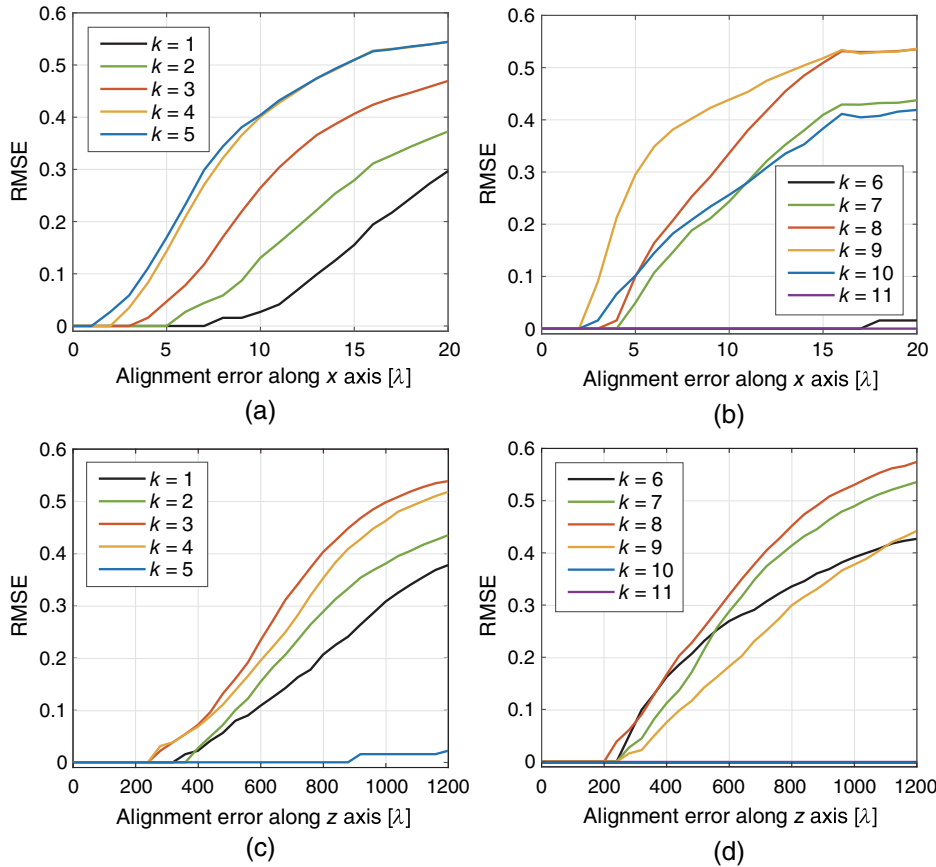 0.6
0.5
0.4
0.3
0.2
0.1
0
RMSE
k = 1
k = 2
k = 3
k = 4
k = 5
0 5 10 15 20
Alignment error along x axis [λ]
(a)
0.6
0.5
0.4
0.3
0.2
0.1
0
RMSE
k = 6
k = 7
k = 8
k = 9
k = 10
k = 11
0 5 10 15 20
Alignment error along x axis [λ]
(b)
0.6
0.5
0.4
0.3
0.2
0.1
0
RMSE
k = 1
k = 2
k = 3
k = 4
k = 5
0 200 400 600 800 1000 1200
Alignment error along z axis [λ]
(c)
0.6
0.5
0.4
0.3
0.2
0.1
0
RMSE
k = 6
k = 7
k = 8
k = 9
k = 10
k = 11
0 200 400 600 800 1000 1200
Alignment error along z axis [λ]
(d)